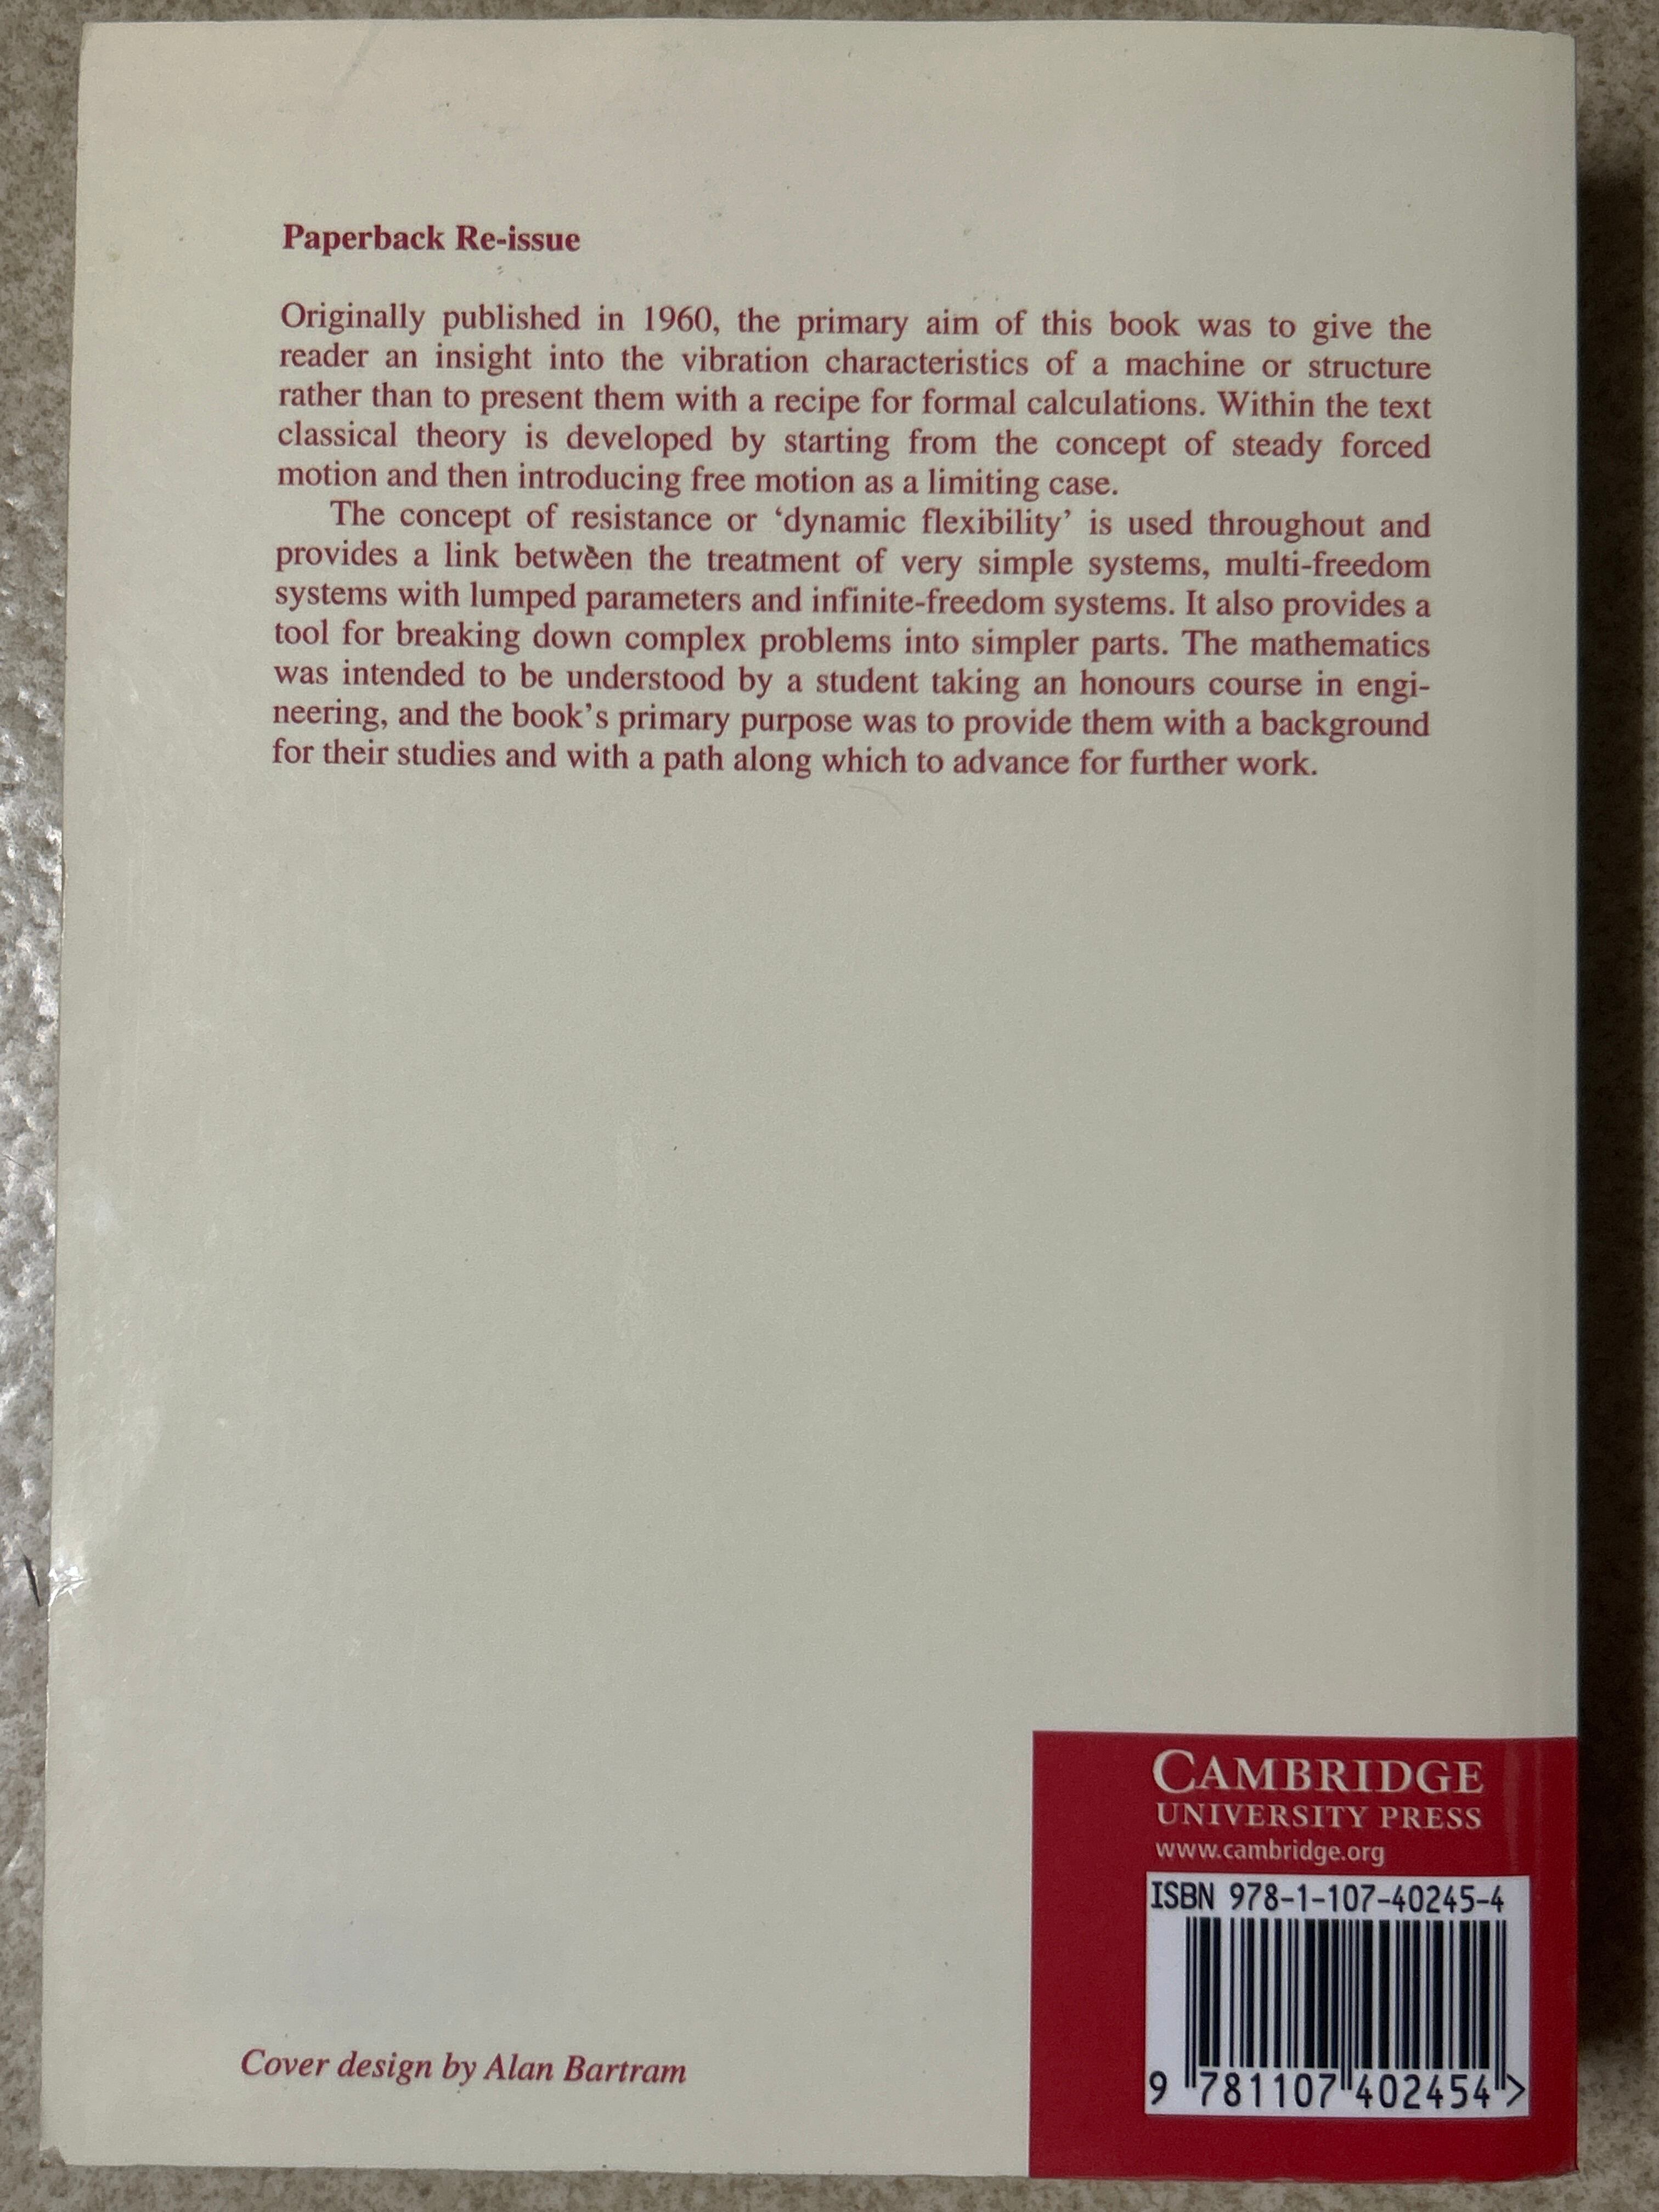 Paperback Re-issue
Originally published in 1960, the primary aim of this book was to give the
reader an insight into the vibration characteristics of a machine or structure
rather than to present them with a recipe for formal calculations. Within the text
classical theory is developed by starting from the concept of steady forced
motion and then introducing free motion as a limiting case.
The concept of resistance or ‘dynamic flexibility’ is used throughout and
provides a link between the treatment of very simple systems, multi-freedom
systems with lumped parameters and infinite-freedom systems. It also provides a
tool for breaking down complex problems into simpler parts. The mathematics
was intended to be understood by a student taking an honours course in engi-
neering, and the book’s primary purpose was to provide them with a background
for their studies and with a path along which to advance for further work.
CAMBRIDGE
UNIVERSITY PRESS
www.cambridge.org
ISBN 978-1-107-40245-4
9 781107 402454 >
Cover design by Alan Bartram